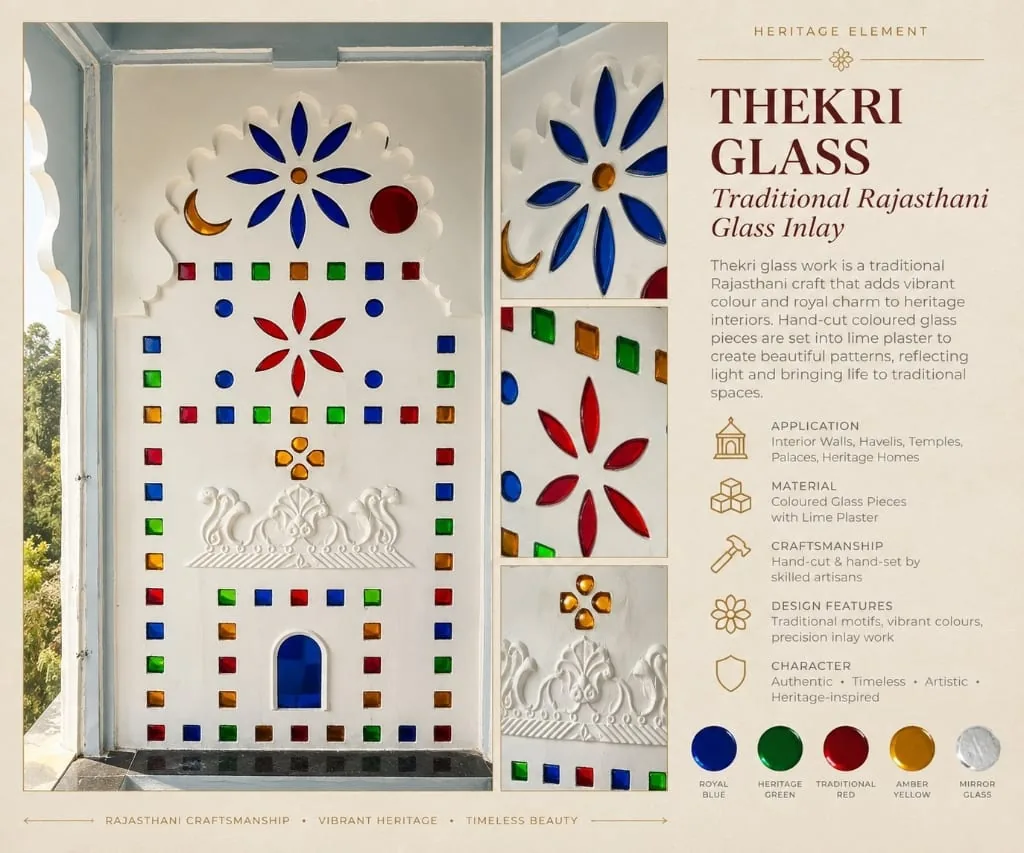 HERITAGE ELEMENT
THEKRI
GLASS
Traditional Rajasthani
Glass Inlay
Thekri glass work is a traditional
Rajasthani craft that adds vibrant
colour and royal charm to heritage
interiors. Hand-cut coloured glass
pieces are set into lime plaster to
create beautiful patterns, reflecting
light and bringing life to traditional
spaces.
APPLICATION
Interior Walls, Havelis, Temples,
Palaces, Heritage Homes
MATERIAL
Coloured Glass Pieces
with Lime Plaster
CRAFTSMANSHIP
Hand-cut & hand-set by
skilled artisans
DESIGN FEATURES
Traditional motifs, vibrant colours,
precision inlay work
CHARACTER
Authentic • Timeless • Artistic •
Heritage-inspired
ROYAL
BLUE
HERITAGE
GREEN
TRADITIONAL
RED
AMBER
YELLOW
MIRROR
GLASS
RAJASTHANI CRAFTSMANSHIP • VIBRANT HERITAGE • TIMELESS BEAUTY